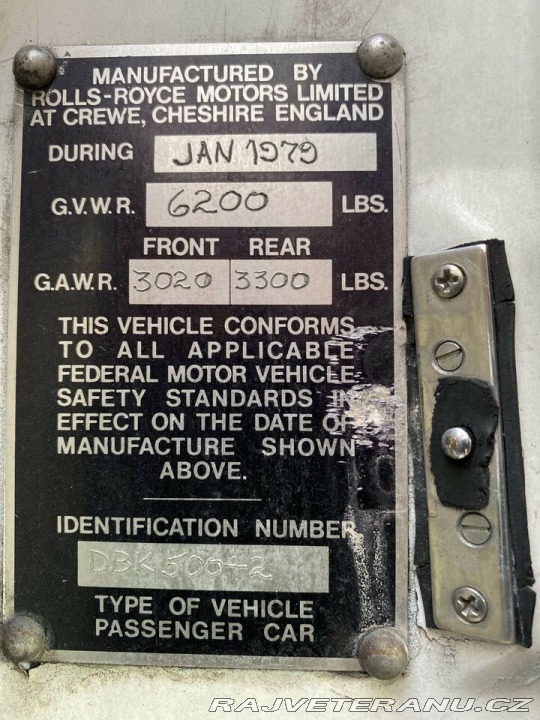 MANUFACTURED BY
ROLLS-ROYCE MOTORS LIMITED
AT CREWE, CHESHIRE ENGLAND
DURING JAN 1979
G.V.W.R. 6200 LBS.
FRONT REAR
G.A.W.R. 3020 3300 LBS.
THIS VEHICLE CONFORMS
TO ALL APPLICABLE
FEDERAL MOTOR VEHICLE
SAFETY STANDARDS IN
EFFECT ON THE DATE OF
MANUFACTURE SHOWN
ABOVE.
IDENTIFICATION NUMBER
TYPE OF VEHICLE
PASSENGER CAR
RAJVETERANU.CZ